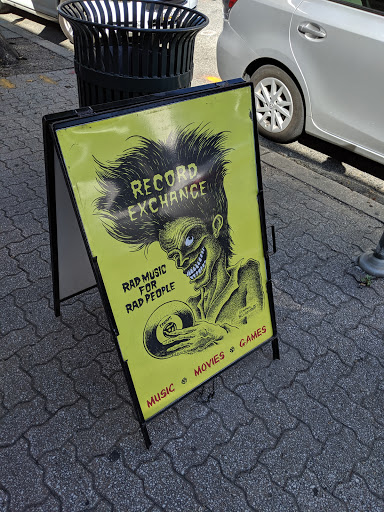 RECORD
EXCHANGE
RAD MUSIC
FOR
RAD PEOPLE
MUSIC * MOVIES * GAMES